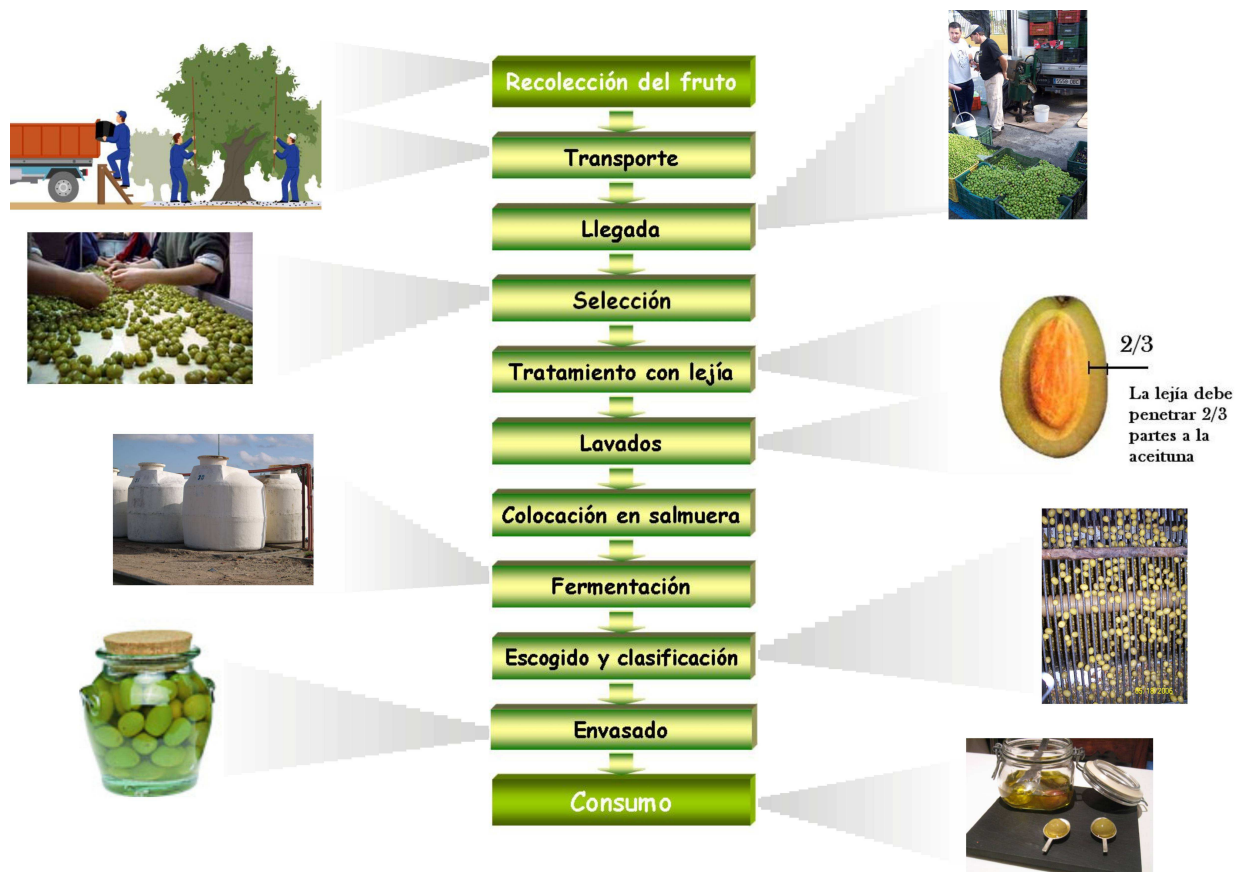 Recolección del fruto
Transporte
Llegada
Selección
Tratamiento con lejía
2/3
La lejía debe
penetrar 2/3
partes a la
aceituna
Lavados
Colocación en salmuera
Fermentación
Escogido y clasificación
Envasado
Consumo